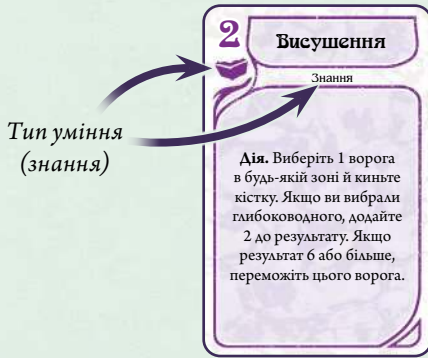 2
Висушення
Знання
Тип уміння
(знання)
Дія. Виберіть 1 ворога
в будь-якій зоні й киньте
кістку. Якщо ви вибрали
глибоководного, додайте
2 до результату. Якщо
результат 6 або більше,
переможіть цього ворога.